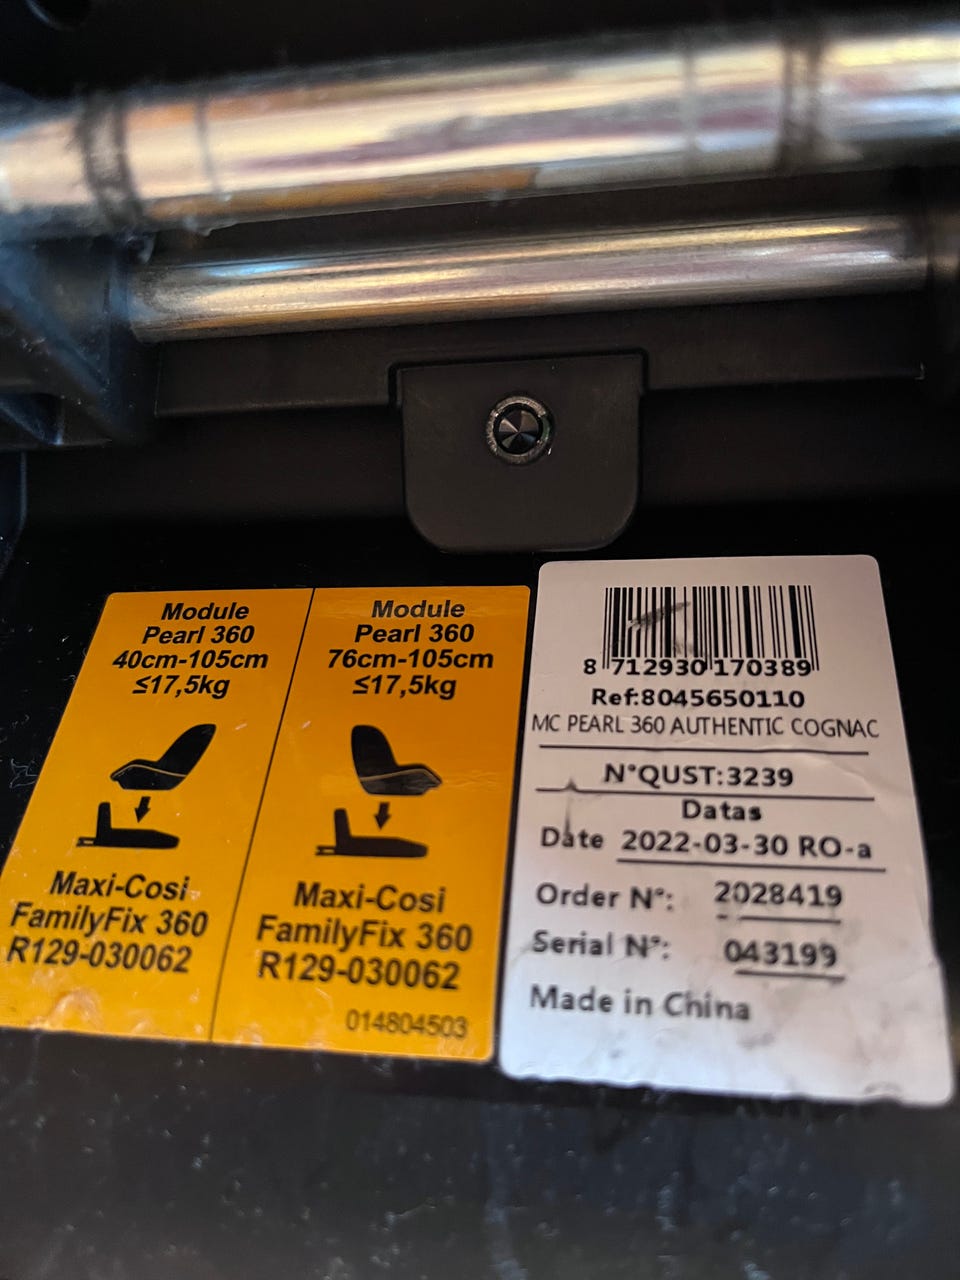 Module
Pearl 360
40cm-105cm
≤17,5kg
Maxi-Cosi
FamilyFix 360
R129-030062
Module
Pearl 360
76cm-105cm
≤17,5kg
Maxi-Cosi
FamilyFix 360
R129-030062
014804503
8 712930 170389
Ref:8045650110
MC PEARL 360 AUTHENTIC COGNAC
N°QUST:3239
Datas
Date 2022-03-30 RO-a
Order N°: 2028419
Serial N°: 043199
Made in China